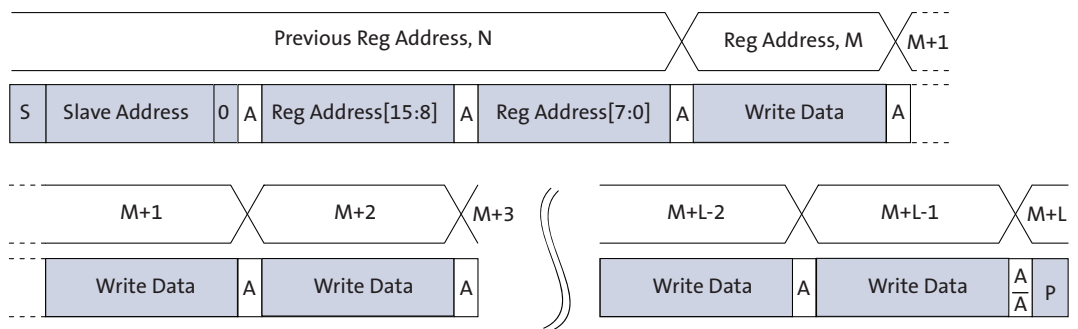 Previous Reg Address, N Reg Address, M M+1
S Slave Address 0 A Reg Address[15:8] A Reg Address[7:0] A Write Data A
M+1 M+2 M+3 M+L-2 M+L-1 M+L
Write Data A Write Data A Write Data A Write Data A/A̅ P